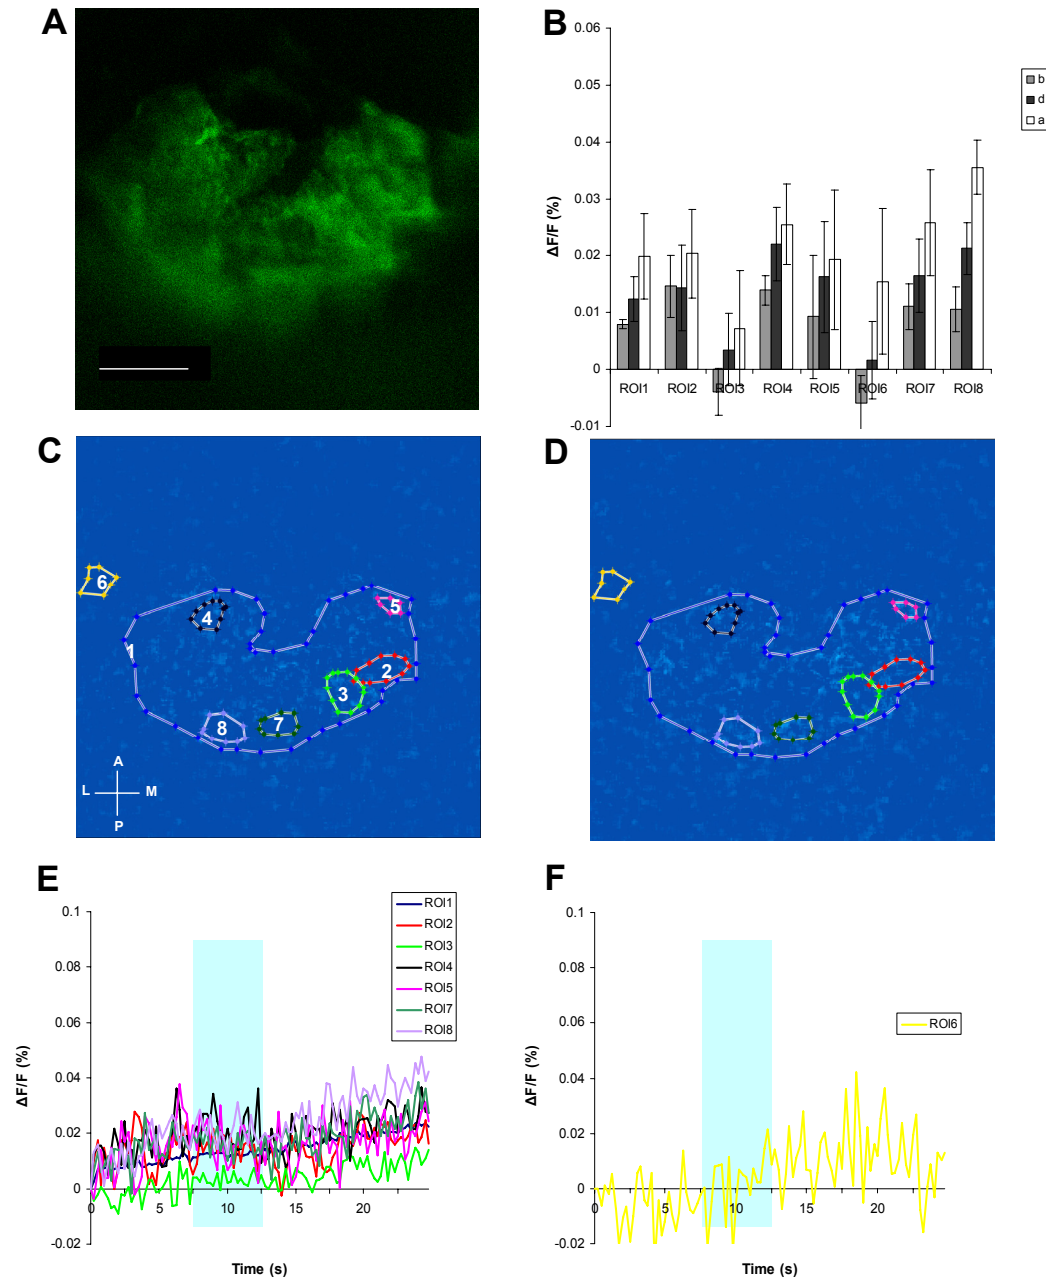 A
B
0.06
0.05
0.04
0.03
0.02
0.01
0
-0.01
ΔF/F (%)
ROI1 ROI2 ROI3 ROI4 ROI5 ROI6 ROI7 ROI8
b
d
a
C
1
2
3
4
5
6
7
8
A
L M
P
D
E
0.1
0.08
0.06
0.04
0.02
0
-0.02
ΔF/F (%)
0 5 10 15 20
Time (s)
ROI1
ROI2
ROI3
ROI4
ROI5
ROI7
ROI8
F
0.1
0.08
0.06
0.04
0.02
0
-0.02
ΔF/F (%)
0 5 10 15 20
Time (s)
ROI6